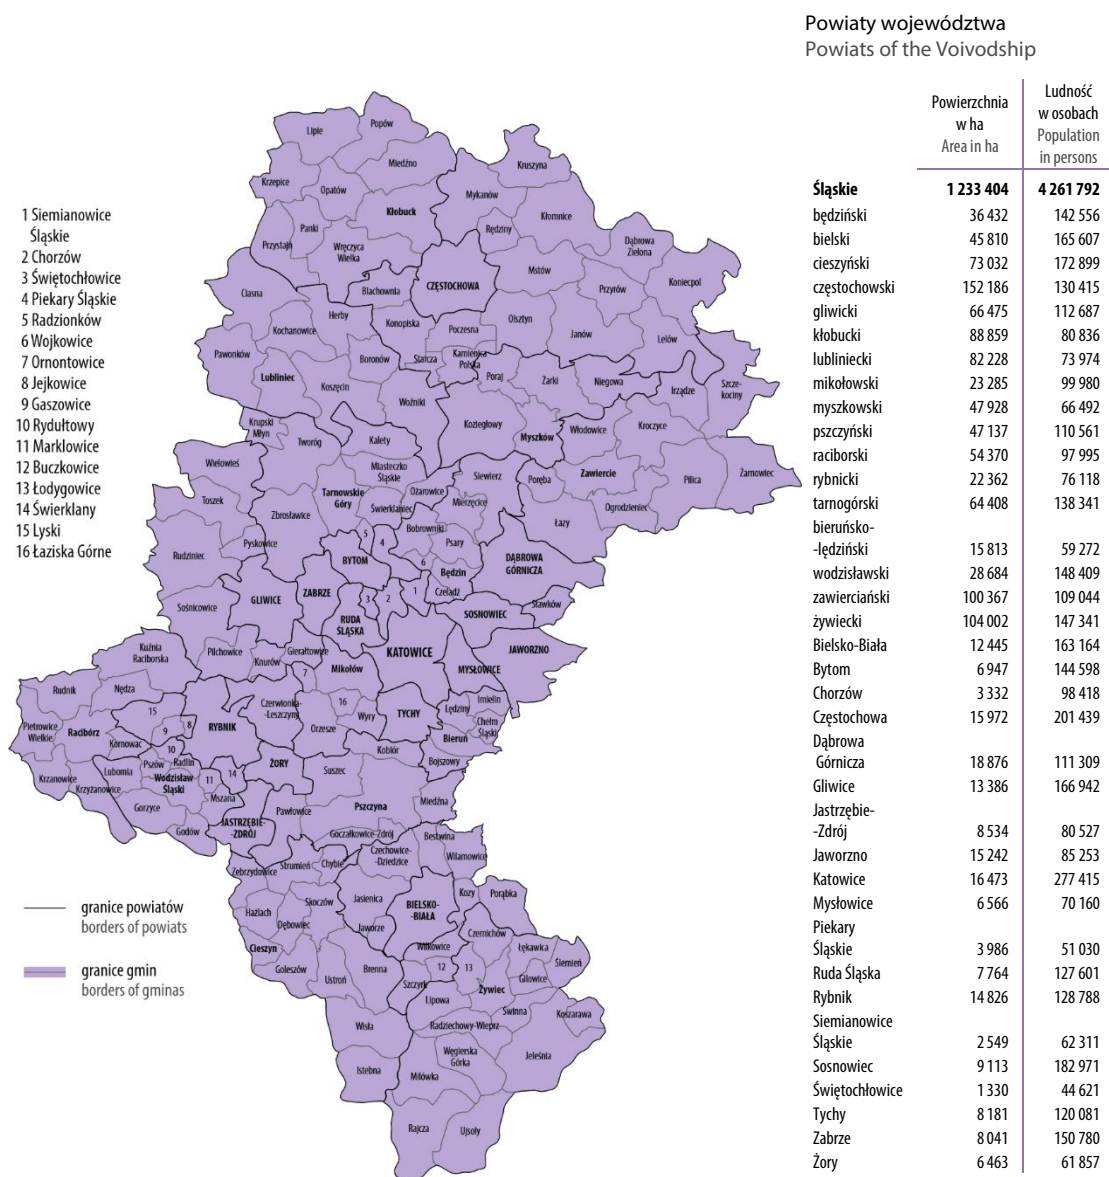 Powiaty województwa
Powiats of the Voivodship
Powierzchnia
w ha
Area in ha
Ludność
w osobach
Population
in persons
Śląskie 1 233 404 4 261 792
będziński 36 432 142 556
bielski 45 810 165 607
cieszyński 73 032 172 899
częstochowski 152 186 130 415
gliwicki 66 475 112 687
kłobucki 88 859 80 836
lubliniecki 82 228 73 974
mikołowski 23 285 99 980
myszkowski 47 928 66 492
pszczyński 47 137 110 561
raciborski 54 370 97 995
rybnicki 22 362 76 118
tarnogórski 64 408 138 341
bieruńsko-
-lędziński 15 813 59 272
wodzisławski 28 684 148 409
zawierciański 100 367 109 044
żywiecki 104 002 147 341
Bielsko-Biała 12 445 163 164
Bytom 6 947 144 598
Chorzów 3 332 98 418
Częstochowa 15 972 201 439
Dąbrowa
Górnicza 18 876 111 309
Gliwice 13 386 166 942
Jastrzębie-
-Zdrój 8 534 80 527
Jaworzno 15 242 85 253
Katowice 16 473 277 415
Mysłowice 6 566 70 160
Piekary
Śląskie 3 986 51 030
Ruda Śląska 7 764 127 601
Rybnik 14 826 128 788
Siemianowice
Śląskie 2 549 62 311
Sosnowiec 9 113 182 971
Świętochłowice 1 330 44 621
Tychy 8 181 120 081
Zabrze 8 041 150 780
Żory 6 463 61 857
1 Siemianowice
Śląskie
2 Chorzów
3 Świętochłowice
4 Piekary Śląskie
5 Radzionków
6 Wojkowice
7 Ornontowice
8 Jejkowice
9 Gaszowice
10 Rydułtowy
11 Marklowice
12 Buczkowice
13 Łodygowice
14 Świerklany
15 Lyski
16 Łaziska Górne
granice powiatów
borders of powiats
granice gmin
borders of gminas
Lipie
Popów
Miedźno
Kruszyna
Krzepice
Opatów
Mykanów
Kłobuck
Kłomnice
Panki
Rędziny
Przystajń
Wręczyca
Wielka
Dąbrowa
Zielona
Mstów
Koniecpol
CZĘSTOCHOWA
Blachownia
Przyrów
Ciasna
Herby
Konopiska
Olsztyn
Kochanowice
Poczesna
Janów
Lelów
Pawonków
Boronów
Starcza
Kamienica
Polska
Lubliniec
Poraj
Żarki
Niegowa
Irządze
Szcze-
kociny
Koszęcin
Woźniki
Krupski
Młyn
Koziegłowy
Myszków
Włodowice
Kroczyce
Tworóg
Kalety
Wielowieś
Miasteczko
Śląskie
Siewierz
Poręba
Zawiercie
Pilica
Żarnowiec
Toszek
Tarnowskie
Góry
Ożarowice
Mierzęcice
Świerklaniec
Ogrodzieniec
Zbrosławice
Bobrowniki
Łazy
Rudziniec
Pyskowice
5
4
Psary
BYTOM
6
Będzin
DĄBROWA
GÓRNICZA
GLIWICE
ZABRZE
3
2
1
Czeladź
Sośnicowice
RUDA
ŚLĄSKA
SOSNOWIEC
Sławków
Kuźnia
Raciborska
Pilchowice
Gierałtowice
Knurów
KATOWICE
JAWORZNO
7
Mikołów
MYSŁOWICE
Rudnik
Nędza
Czerwionka-
-Leszczyny
16
Imielin
15
Lędziny
Pietrowice
Wielkie
Racibórz
9
8
RYBNIK
Orzesze
Wyry
TYCHY
Chełm
Śląski
Kornowac
10
Bieruń
Kobiór
Lubomia
Pszów
Radlin
Bojszowy
Krzanowice
Krzyżanowice
Wodzisław
Śląski
11
14
ŻORY
Suszec
Gorzyce
Mszana
Pawłowice
Pszczyna
Miedźna
Godów
JASTRZĘBIE-
-ZDRÓJ
Goczałkowice-Zdrój
Bestwina
Czechowice-
-Dziedzice
Zebrzydowice
Strumień
Chybie
Wilamowice
Kozy
Porąbka
Hażlach
Skoczów
Jasienica
BIELSKO-
-BIAŁA
Dębowiec
Jaworze
Czernichów
Cieszyn
Wilkowice
Łękawica
Goleszów
Brenna
12
13
Ślemień
Ustroń
Szczyrk
Gilowice
Lipowa
Żywiec
Świnna
Koszarawa
Wisła
Radziechowy-Wieprz
Węgierska
Górka
Jeleśnia
Istebna
Milówka
Rajcza
Ujsoły